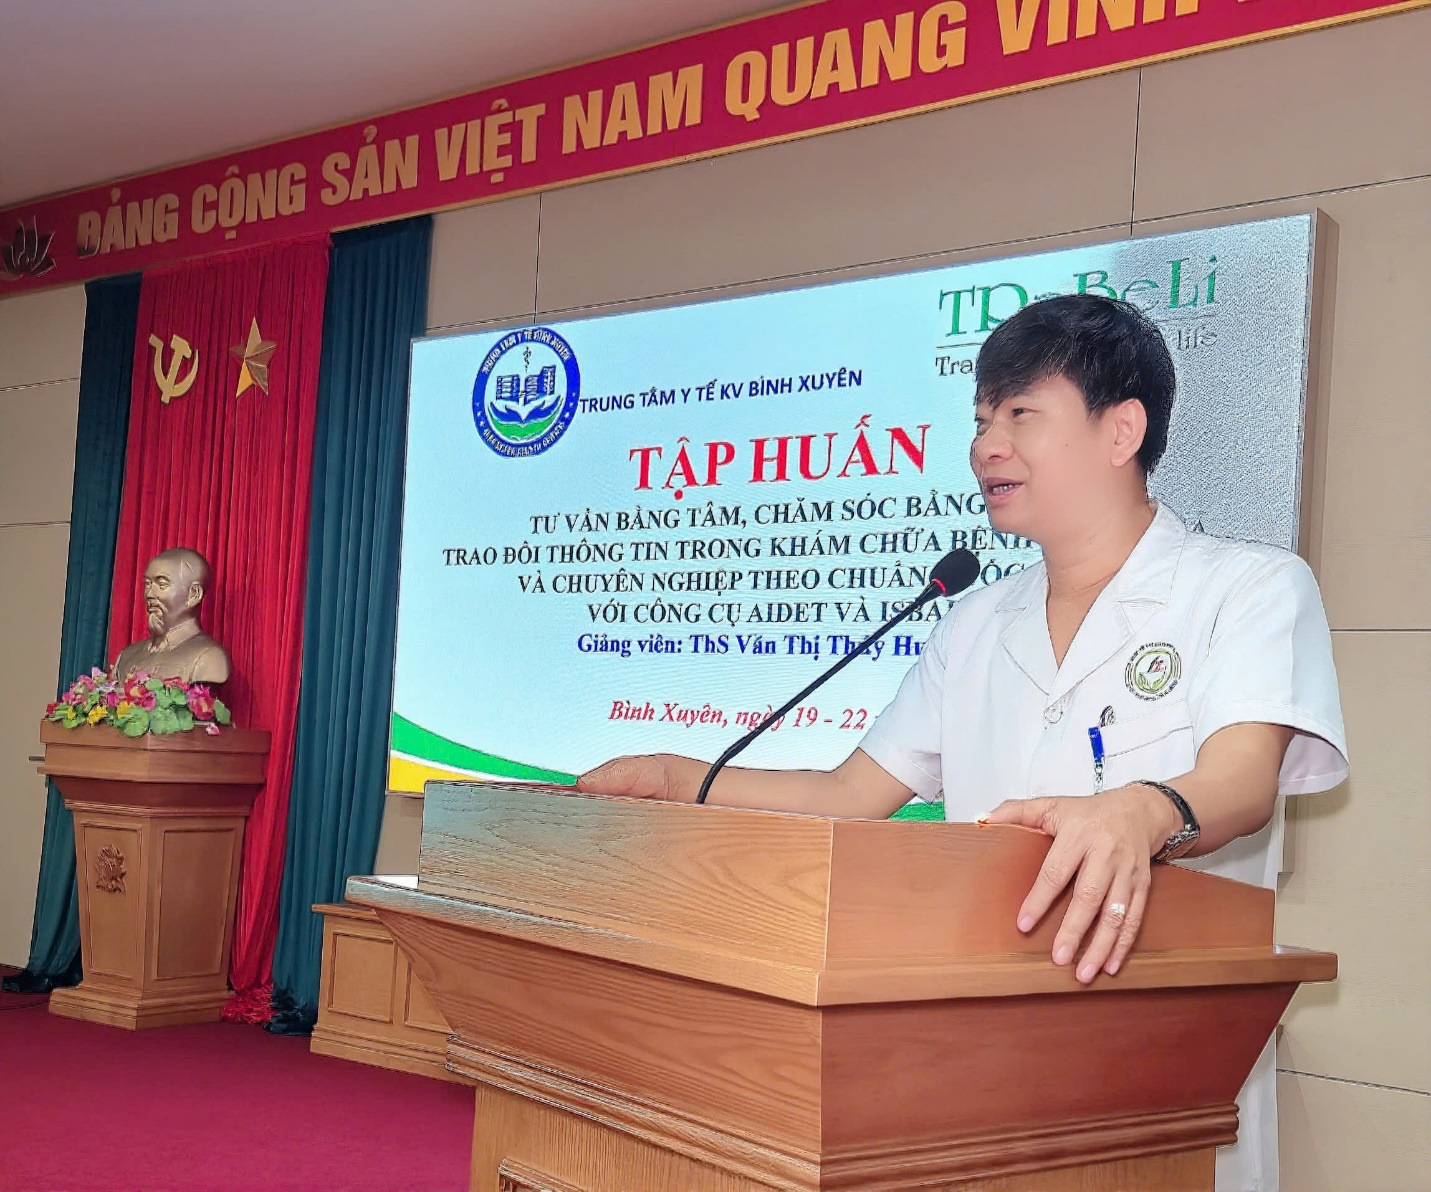 ĐẢNG CỘNG SẢN VIỆT NAM QUANG VINH
TRUNG TÂM Y TẾ KV BÌNH XUYÊN
TẬP HUẤN
TƯ VẤN BẰNG TÂM, CHĂM SÓC BẰNG
TRAO ĐỔI THÔNG TIN TRONG KHÁM CHỮA BỆNH
VÀ CHUYÊN NGHIỆP THEO CHUẨN
VỚI CÔNG CỤ AIDET VÀ
Giảng viên: ThS Văn Thị
Bình Xuyên, ngày 19 - 22
life